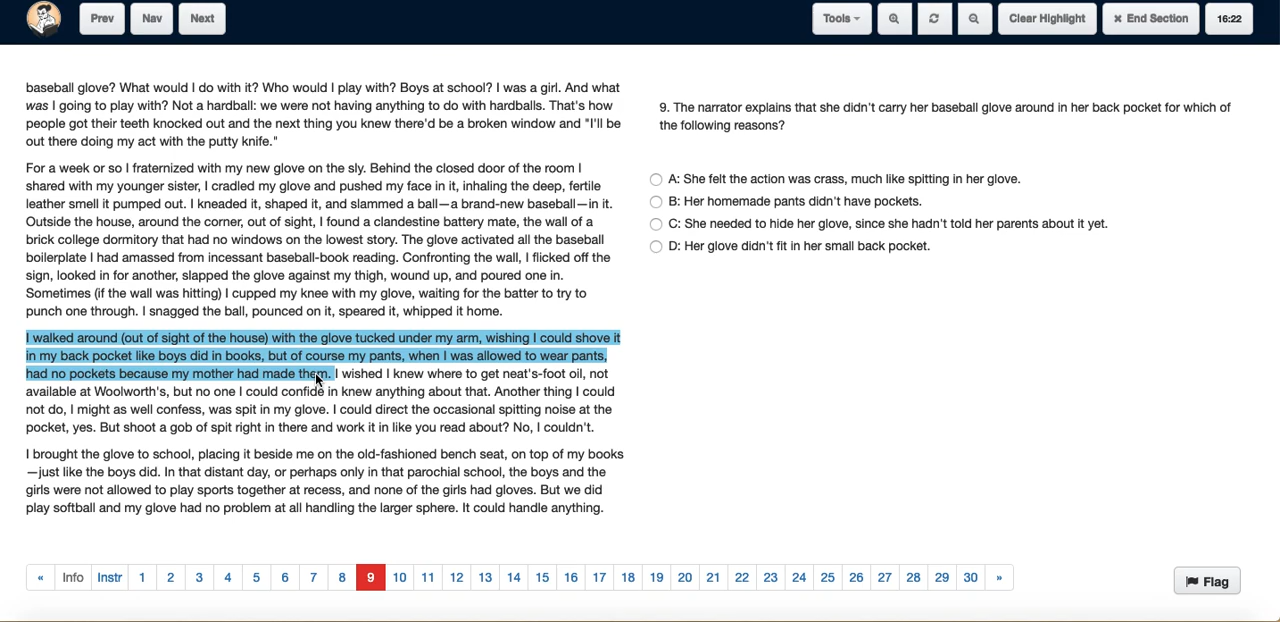 Prev Nav Next Tools Clear Highlight ✖ End Section 16:22
baseball glove? What would I do with it? Who would I play with? Boys at school? I was a girl. And what
was I going to play with? Not a hardball: we were not having anything to do with hardballs. That's how
people got their teeth knocked out and the next thing you knew there'd be a broken window and "I'll be
out there doing my act with the putty knife."
For a week or so I fraternized with my new glove on the sly. Behind the closed door of the room I
shared with my younger sister, I cradled my glove and pushed my face in it, inhaling the deep, fertile
leather smell it pumped out. I kneaded it, shaped it, and slammed a ball—a brand-new baseball—in it.
Outside the house, around the corner, out of sight, I found a clandestine battery mate, the wall of a
brick college dormitory that had no windows on the lowest story. The glove activated all the baseball
boilerplate I had amassed from incessant baseball-book reading. Confronting the wall, I flicked off the
sign, looked in for another, slapped the glove against my thigh, wound up, and poured one in.
Sometimes (if the wall was hitting) I cupped my knee with my glove, waiting for the batter to try to
punch one through. I snagged the ball, pounced on it, speared it, whipped it home.
I walked around (out of sight of the house) with the glove tucked under my arm, wishing I could shove it
in my back pocket like boys did in books, but of course my pants, when I was allowed to wear pants,
had no pockets because my mother had made them. I wished I knew where to get neat's-foot oil, not
available at Woolworth's, but no one I could confide in knew anything about that. Another thing I could
not do, I might as well confess, was spit in my glove. I could direct the occasional spitting noise at the
pocket, yes. But shoot a gob of spit right in there and work it in like you read about? No, I couldn't.
I brought the glove to school, placing it beside me on the old-fashioned bench seat, on top of my books
—just like the boys did. In that distant day, or perhaps only in that parochial school, the boys and the
girls were not allowed to play sports together at recess, and none of the girls had gloves. But we did
play softball and my glove had no problem at all handling the larger sphere. It could handle anything.
9. The narrator explains that she didn't carry her baseball glove around in her back pocket for which of
the following reasons?
A: She felt the action was crass, much like spitting in her glove.
B: Her homemade pants didn't have pockets.
C: She needed to hide her glove, since she hadn't told her parents about it yet.
D: Her glove didn't fit in her small back pocket.
« Info Instr 1 2 3 4 5 6 7 8 9 10 11 12 13 14 15 16 17 18 19 20 21 22 23 24 25 26 27 28 29 30 »
Flag